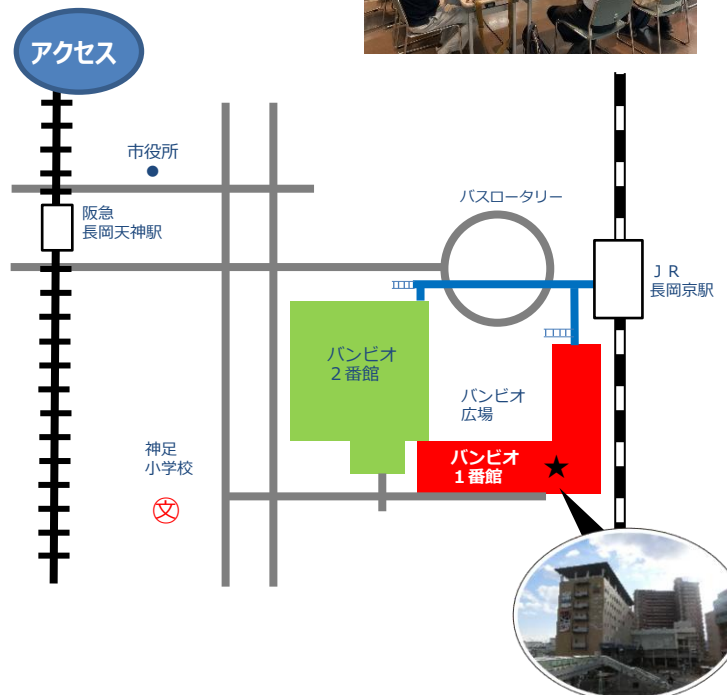 アクセス
市役所
バスロータリー
阪急
長岡天神駅
ＪＲ
長岡京駅
バンビオ
２番館
バンビオ
広場
神足
小学校
バンビオ
１番館
文